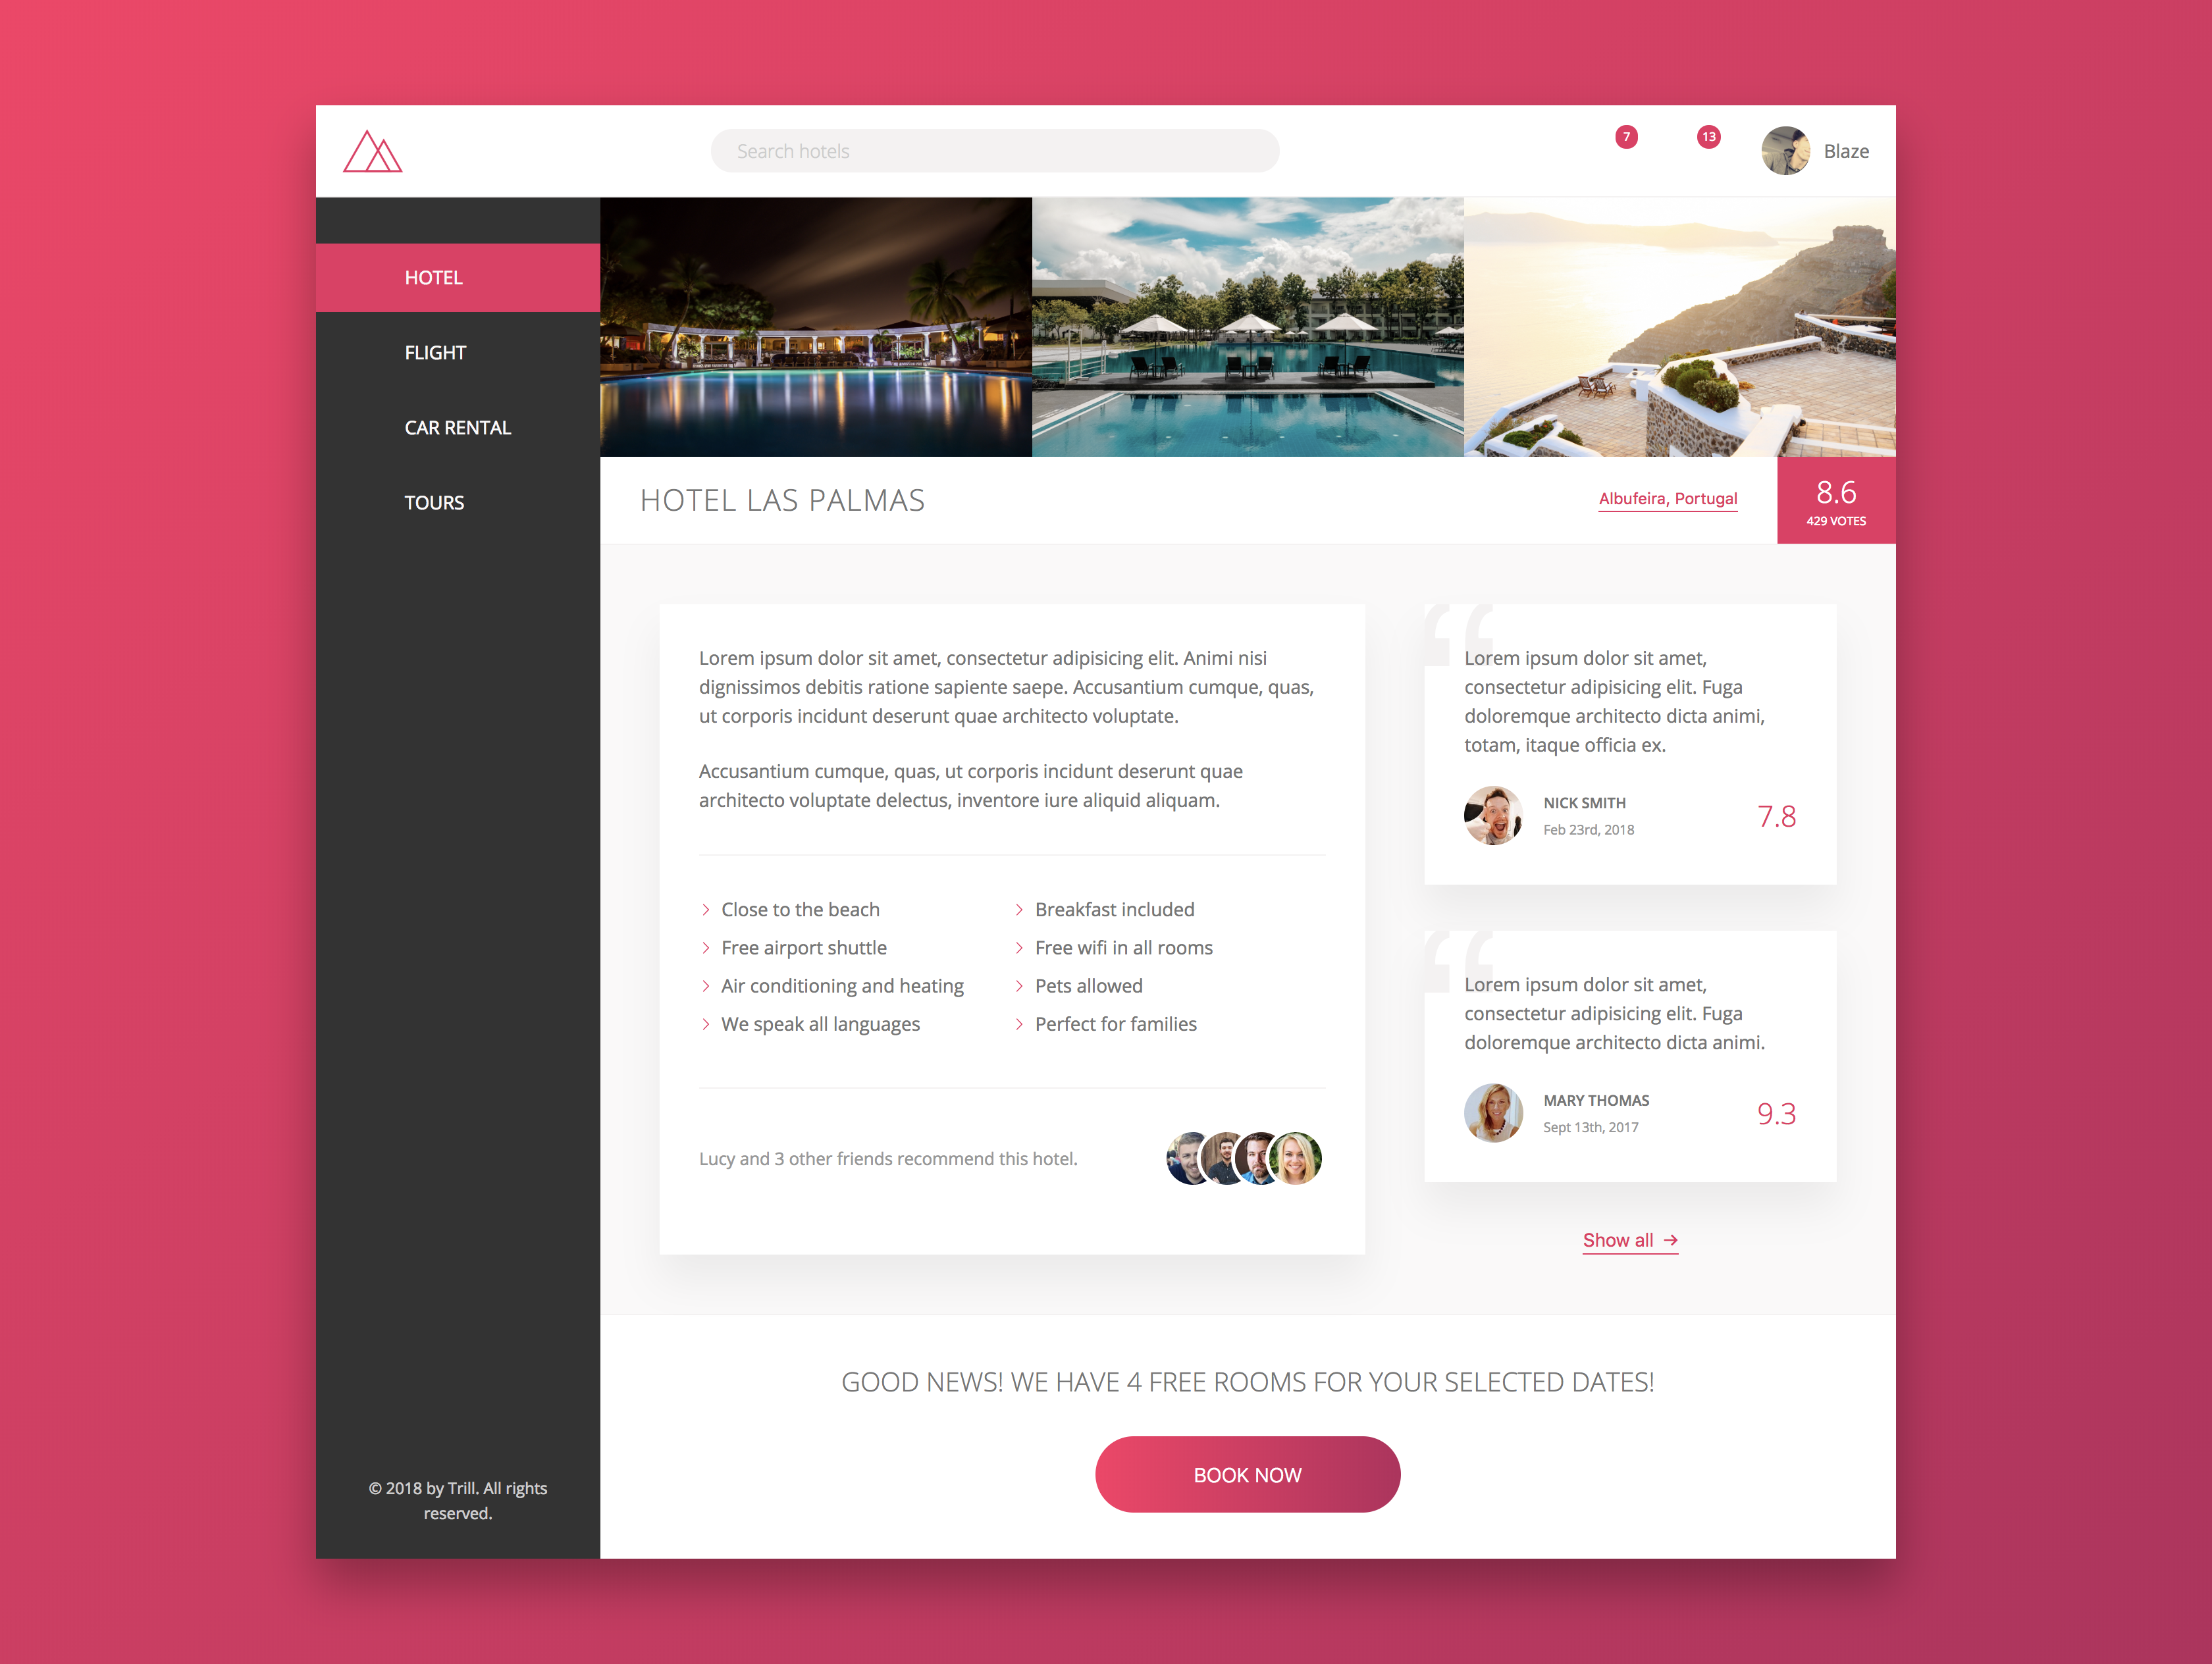 Search hotels
7
13
Blaze
HOTEL
FLIGHT
CAR RENTAL
TOURS
HOTEL LAS PALMAS
Albufeira, Portugal
8.6
429 VOTES
Lorem ipsum dolor sit amet, consectetur adipisicing elit. Animi nisi
dignissimos debitis ratione sapiente saepe. Accusantium cumque, quas,
ut corporis incidunt deserunt quae architecto voluptate.
Accusantium cumque, quas, ut corporis incidunt deserunt quae
architecto voluptate delectus, inventore iure aliquid aliquam.
Close to the beach
Free airport shuttle
Air conditioning and heating
We speak all languages
Breakfast included
Free wifi in all rooms
Pets allowed
Perfect for families
Lucy and 3 other friends recommend this hotel.
“
Lorem ipsum dolor sit amet,
consectetur adipisicing elit. Fuga
doloremque architecto dicta animi,
totam, itaque officia ex.
NICK SMITH
Feb 23rd, 2018
7.8
“
Lorem ipsum dolor sit amet,
consectetur adipisicing elit. Fuga
doloremque architecto dicta animi.
MARY THOMAS
Sept 13th, 2017
9.3
Show all →
GOOD NEWS! WE HAVE 4 FREE ROOMS FOR YOUR SELECTED DATES!
BOOK NOW
© 2018 by Trill. All rights
reserved.